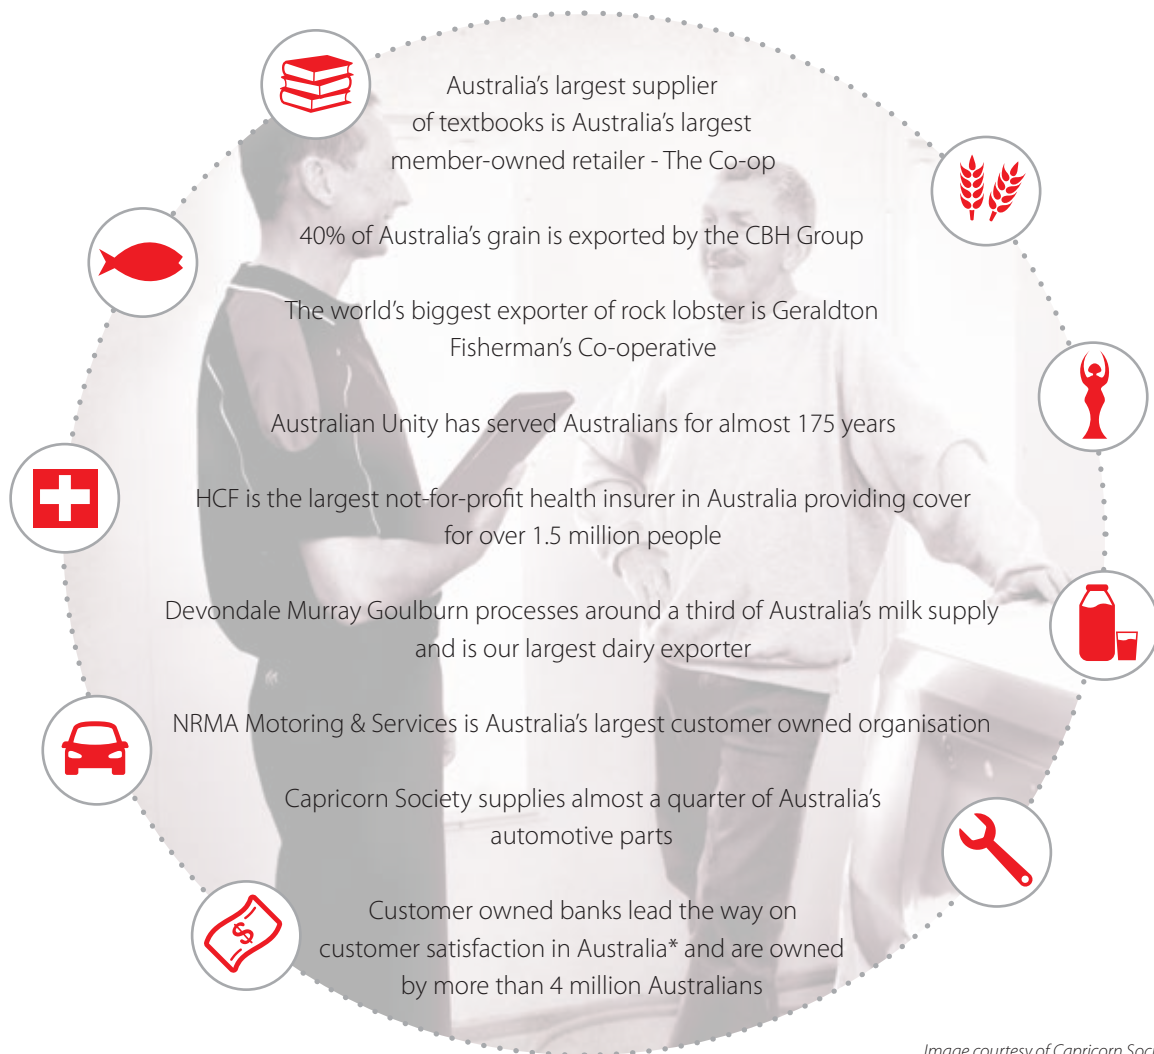 Australia’s largest supplier
of textbooks is Australia’s largest
member-owned retailer - The Co-op
40% of Australia’s grain is exported by the CBH Group
The world’s biggest exporter of rock lobster is Geraldton
Fisherman’s Co-operative
Australian Unity has served Australians for almost 175 years
HCF is the largest not-for-profit health insurer in Australia providing cover
for over 1.5 million people
Devondale Murray Goulburn processes around a third of Australia’s milk supply
and is our largest dairy exporter
NRMA Motoring & Services is Australia’s largest customer owned organisation
Capricorn Society supplies almost a quarter of Australia’s
automotive parts
$
Customer owned banks lead the way on
customer satisfaction in Australia* and are owned
by more than 4 million Australians
Image courtesy of Capricorn Soci